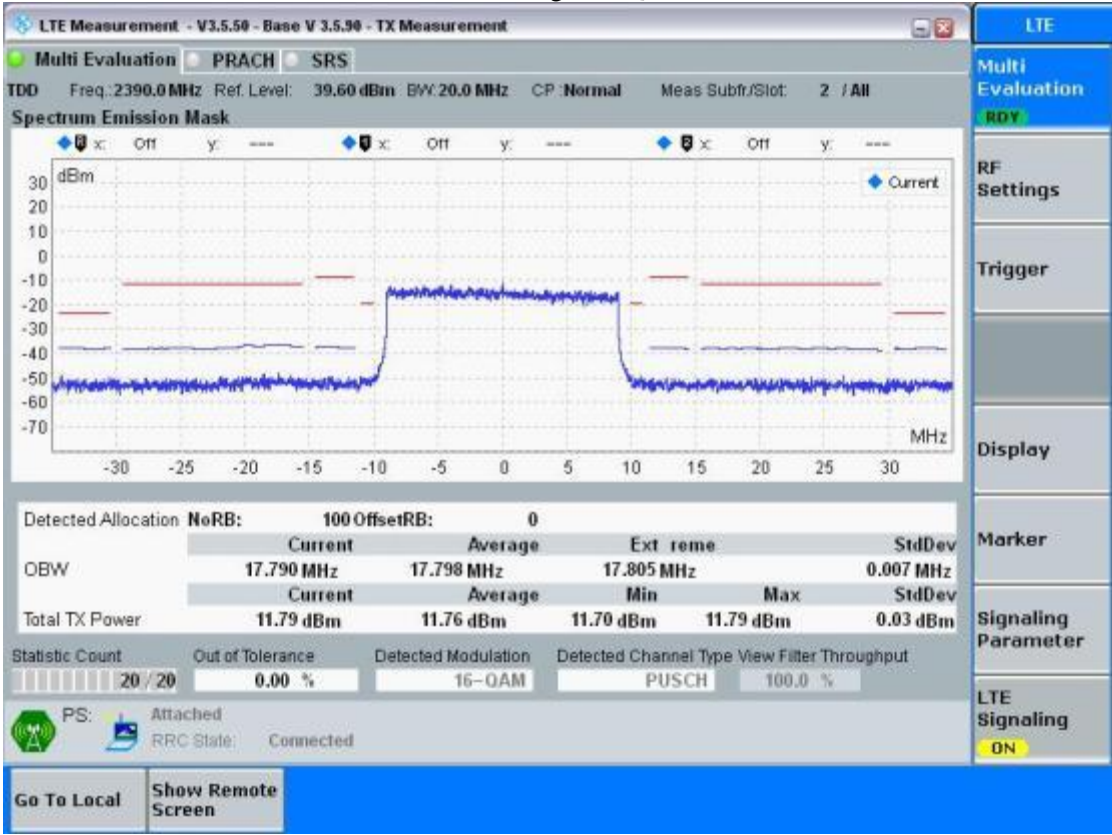 LTE Measurement - V3.5.50 - Base V 3.5.90 - TX Measurement
LTE
Multi Evaluation PRACH SRS
Multi Evaluation
RDY
TDD Freq.:2390.0 MHz Ref. Level: 39.60 dBm BW:20.0 MHz CP :Normal Meas Subfr./Slot: 2 / All
Spectrum Emission Mask
x: Off y: --- x: Off y: --- x: Off y: ---
dBm
Current
30
20
10
0
-10
-20
-30
-40
-50
-60
-70
MHz
-30 -25 -20 -15 -10 -5 0 5 10 15 20 25 30
RF Settings
Trigger
Display
Marker
Signaling Parameter
LTE Signaling
ON
Detected Allocation NoRB: 100 OffsetRB: 0
Current Average Ext reme StdDev
OBW 17.790 MHz 17.798 MHz 17.805 MHz 0.007 MHz
Current Average Min Max StdDev
Total TX Power 11.79 dBm 11.76 dBm 11.70 dBm 11.79 dBm 0.03 dBm
Statistic Count Out of Tolerance Detected Modulation Detected Channel Type View Filter Throughput
20 / 20 0.00 % 16-QAM PUSCH 100.0 %
PS: Attached
RRC State: Connected
Go To Local
Show Remote Screen